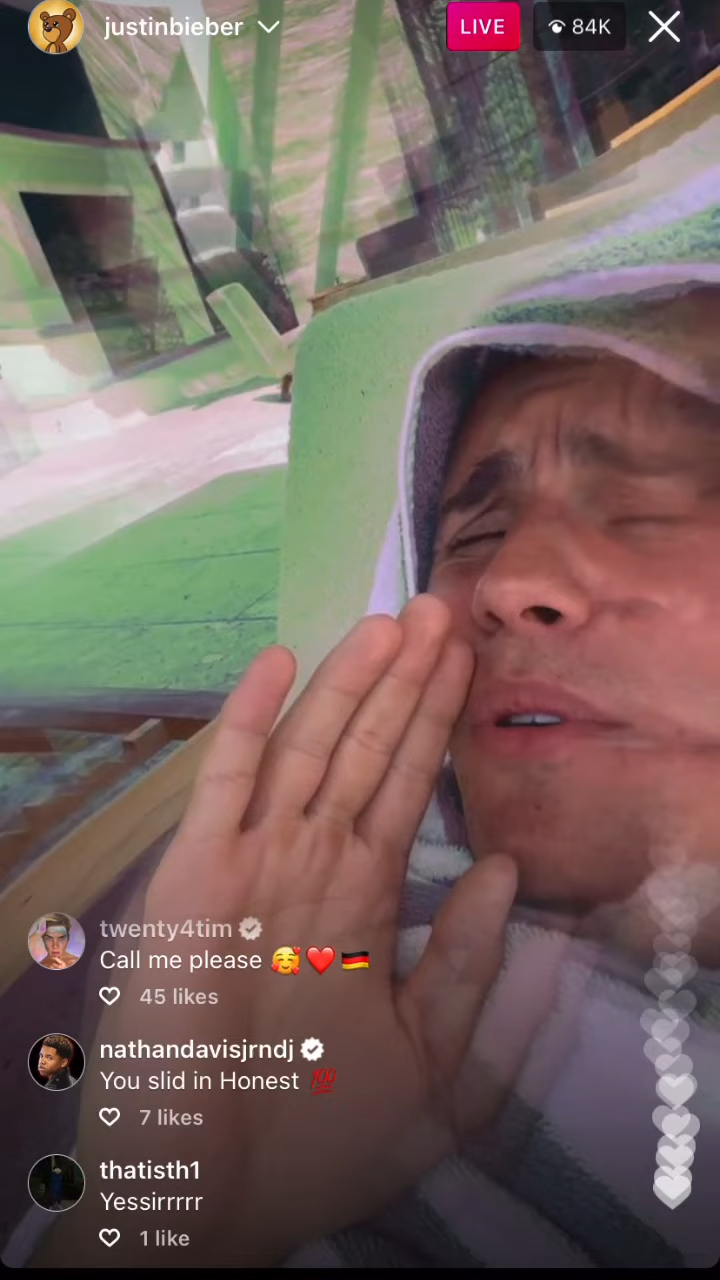 justinbieber
LIVE
84K
twenty4tim
Call me please 🥰❤️🇩🇪
45 likes
nathandavisjrndj
You slid in Honest 💯
7 likes
thatisth1
Yessirrrrr
1 like